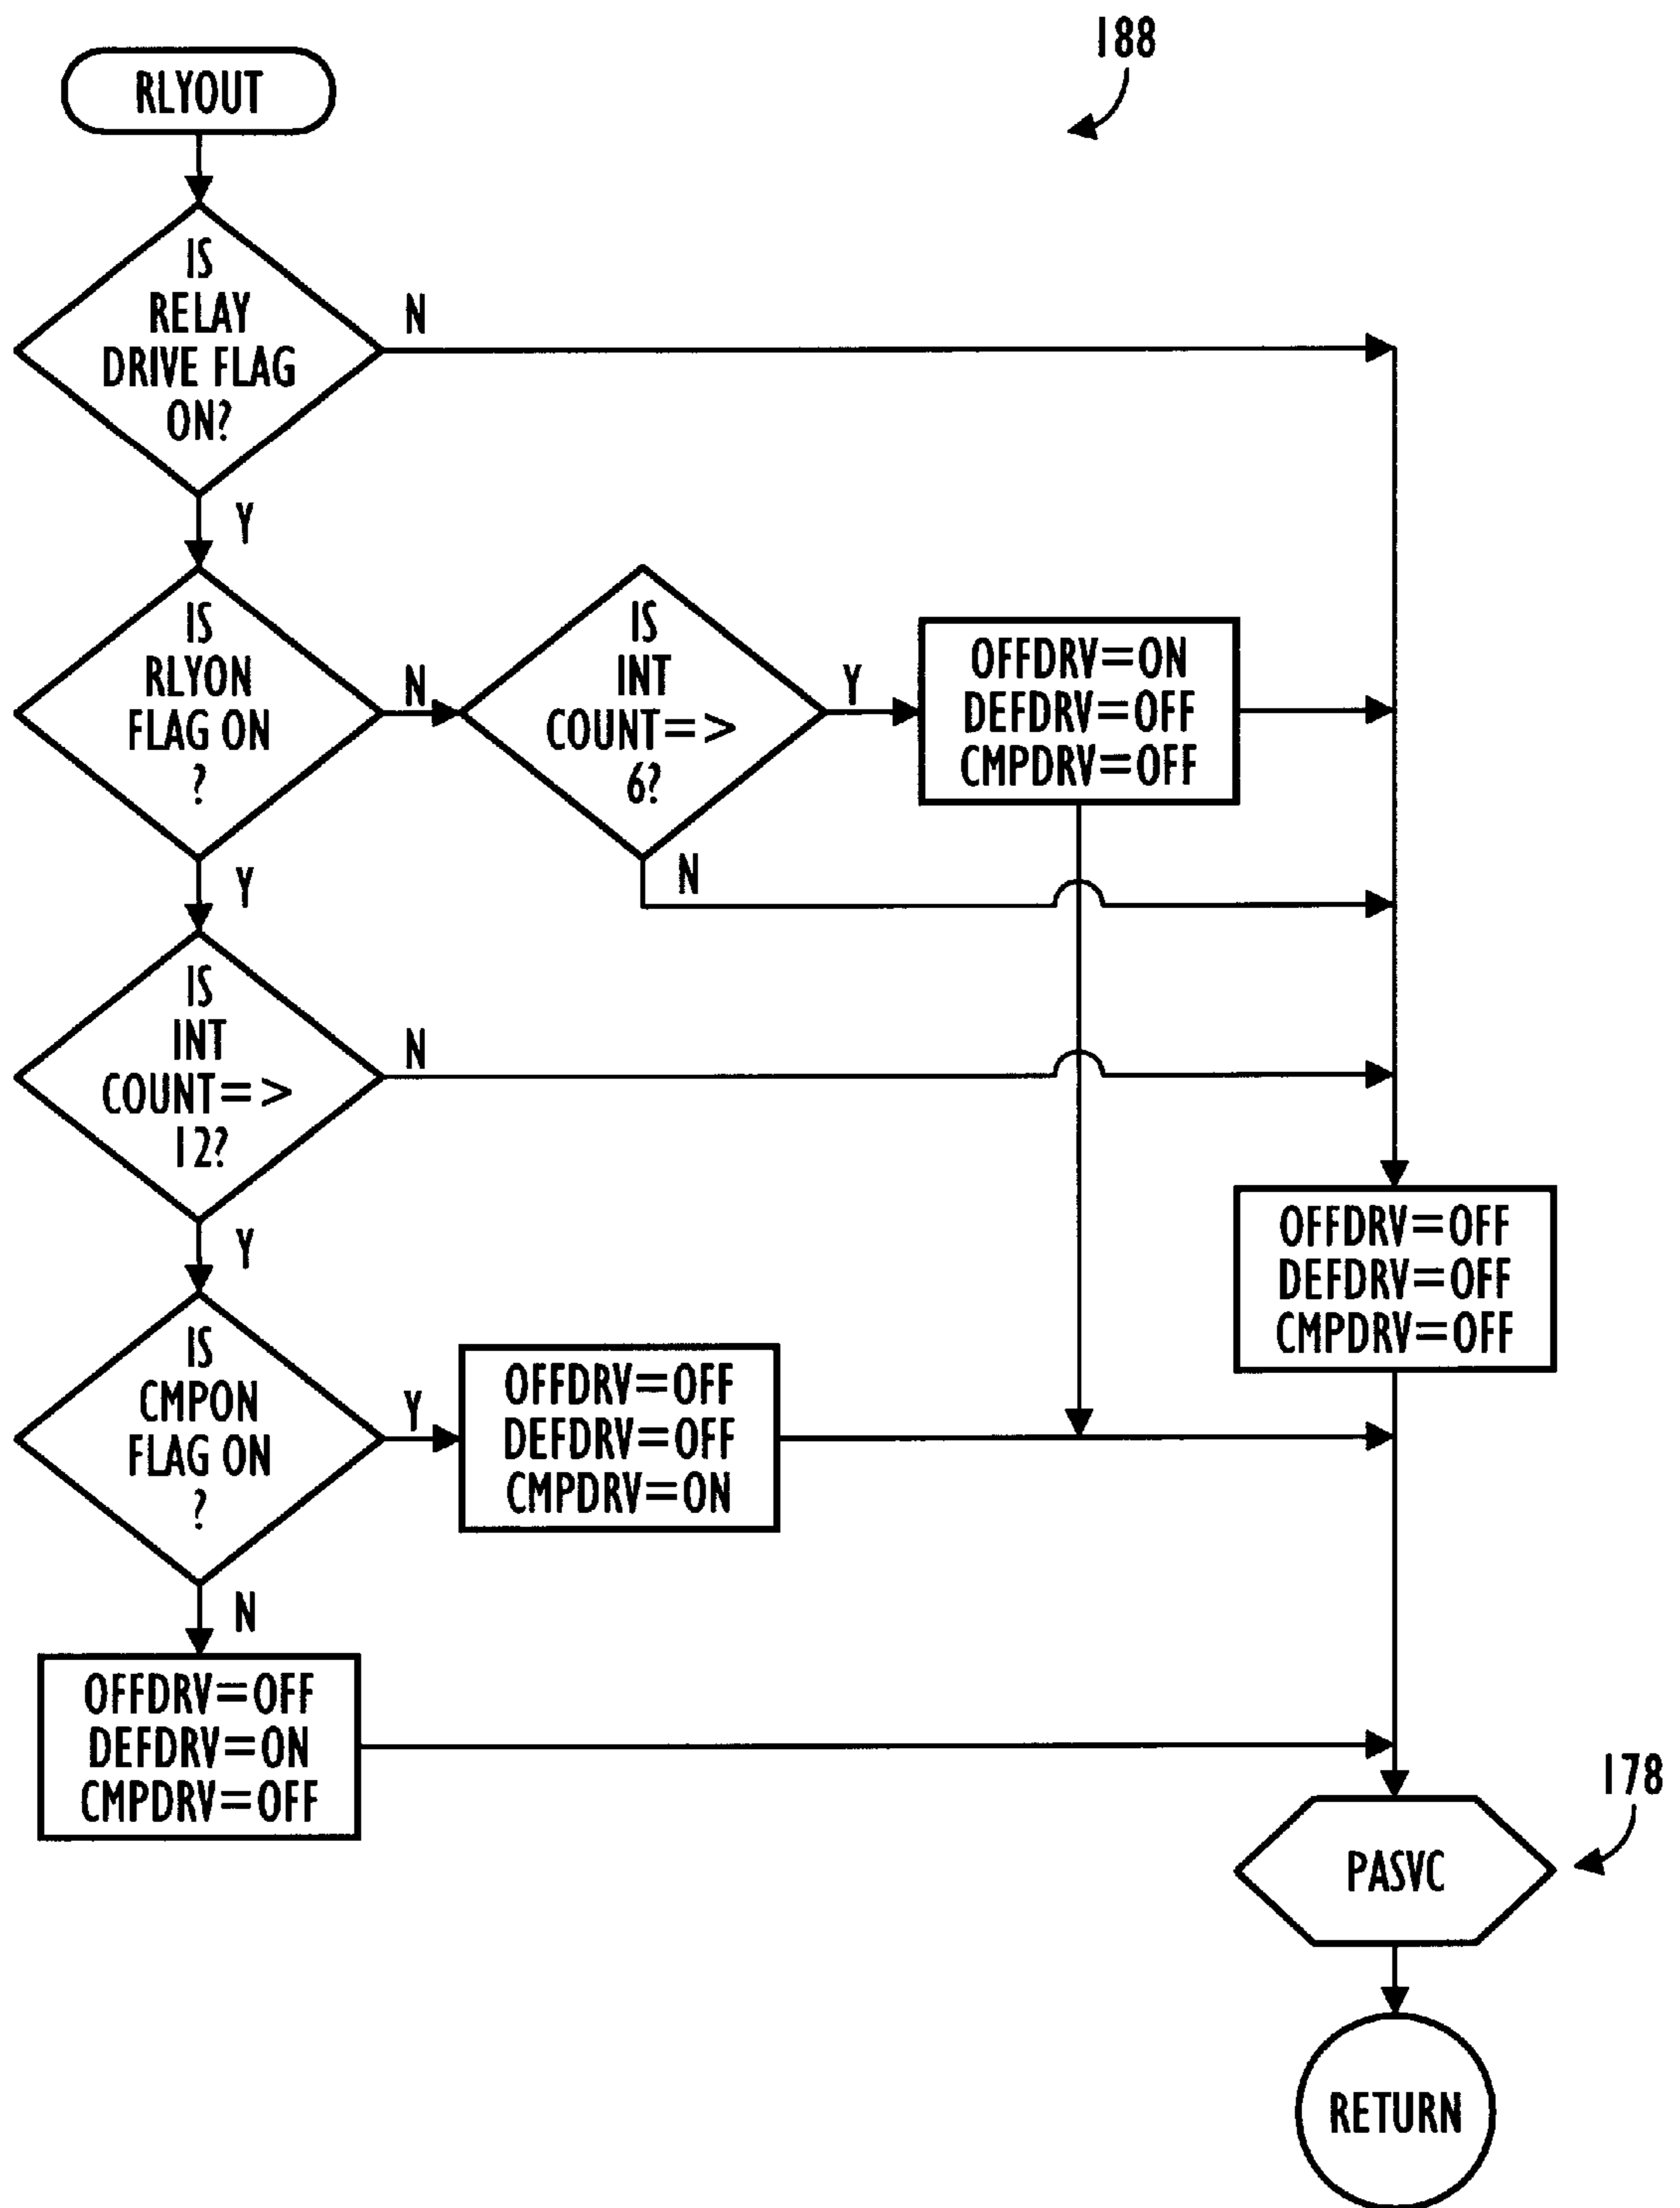 188
RLYOUT
IS
RELAY
DRIVE FLAG
ON?
N
Y
IS
RLYON
FLAG ON
?
N
Y
IS
INT
COUNT=>
6?
Y
N
OFFDRV=ON
DEFDRV=OFF
CMPDRV=OFF
IS
INT
COUNT=>
12?
N
Y
OFFDRV=OFF
DEFDRV=OFF
CMPDRV=OFF
IS
CMPON
FLAG ON
?
Y
N
OFFDRV=OFF
DEFDRV=OFF
CMPDRV=ON
OFFDRV=OFF
DEFDRV=ON
CMPDRV=OFF
178
PASVC
RETURN